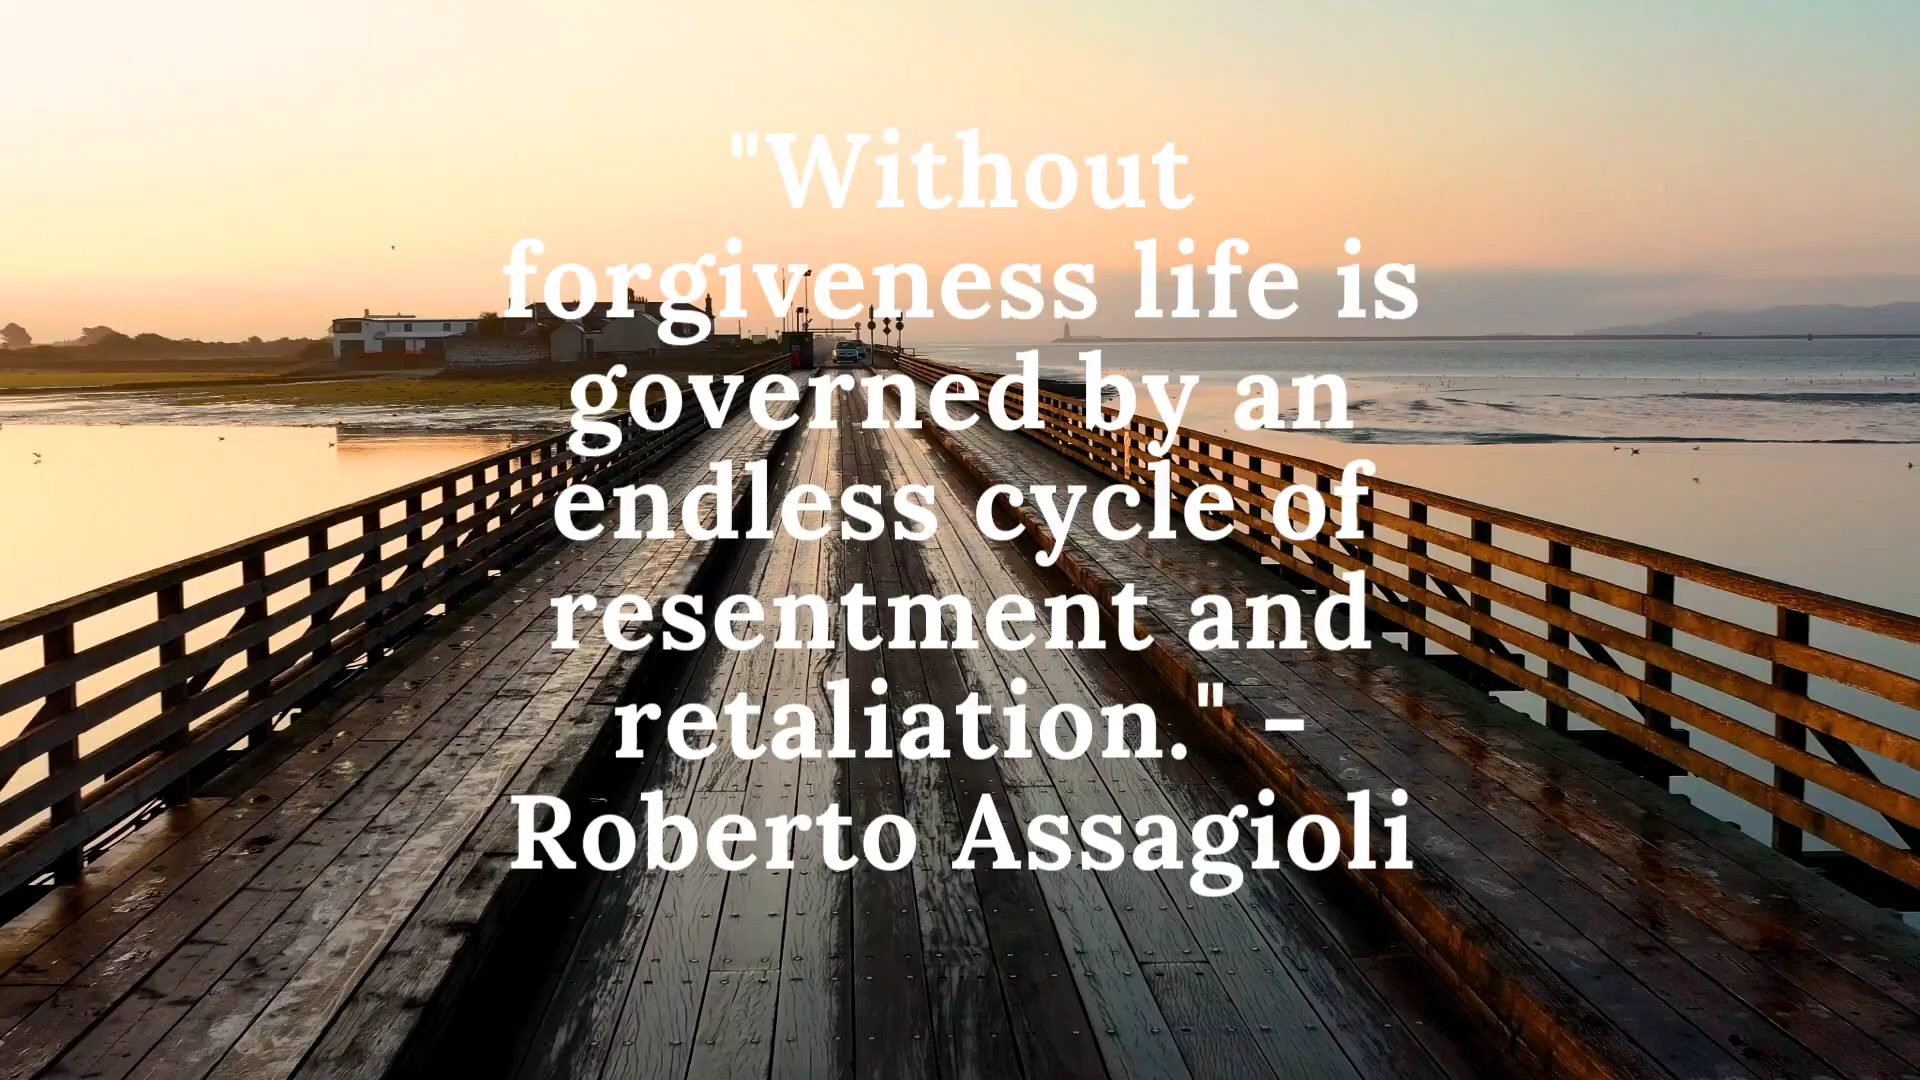 "Without
forgiveness life is
governed by an
endless cycle of
resentment and
retaliation." -
Roberto Assagioli